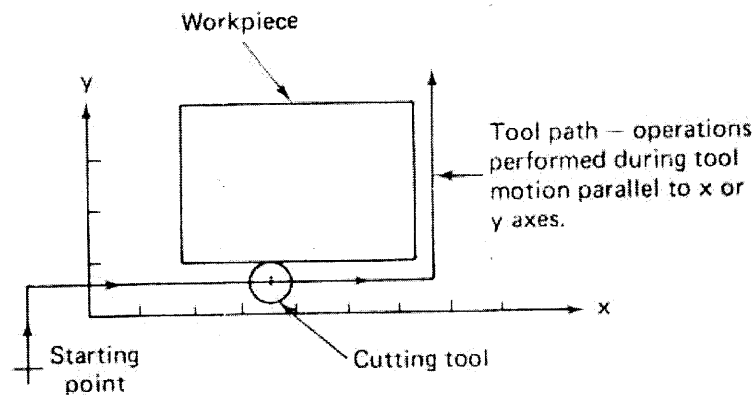 Workpiece
y
Tool path — operations
performed during tool
motion parallel to x or
y axes.
x
Starting
point
Cutting tool